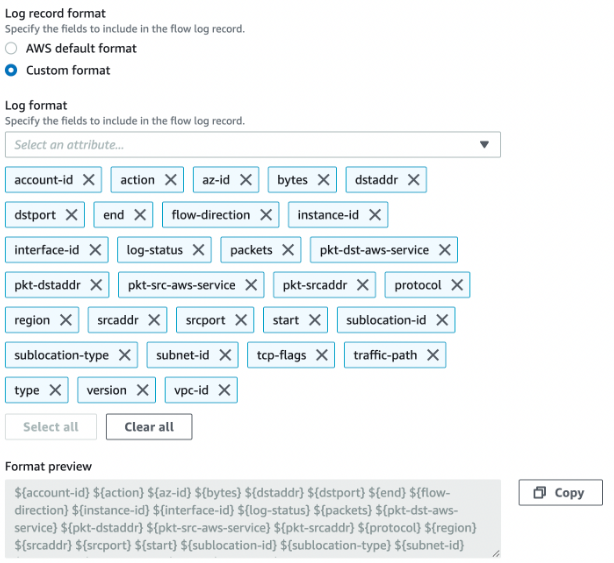 Log record format
Specify the fields to include in the flow log record.
AWS default format
Custom format
Log format
Specify the fields to include in the flow log record.
Select an attribute...
account-id action az-id bytes dstaddr
dstport end flow-direction instance-id
interface-id log-status packets pkt-dst-aws-service
pkt-dstaddr pkt-src-aws-service pkt-srcaddr protocol
region srcaddr srcport start sublocation-id
sublocation-type subnet-id tcp-flags traffic-path
type version vpc-id
Select all Clear all
Format preview
${account-id} ${action} ${az-id} ${bytes} ${dstaddr} ${dstport} ${end} ${flow-
direction} ${instance-id} ${interface-id} ${log-status} ${packets} ${pkt-dst-aws-
service} ${pkt-dstaddr} ${pkt-src-aws-service} ${pkt-srcaddr} ${protocol} ${region}
${srcaddr} ${srcport} ${start} ${sublocation-id} ${sublocation-type} ${subnet-id}
Copy